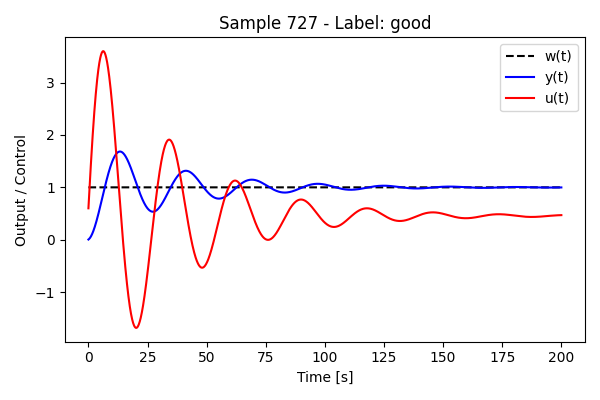 Sample 727 - Label: good
w(t)
y(t)
u(t)
Output / Control
3
2
1
0
−1
0
25
50
75
100
125
150
175
200
Time [s]